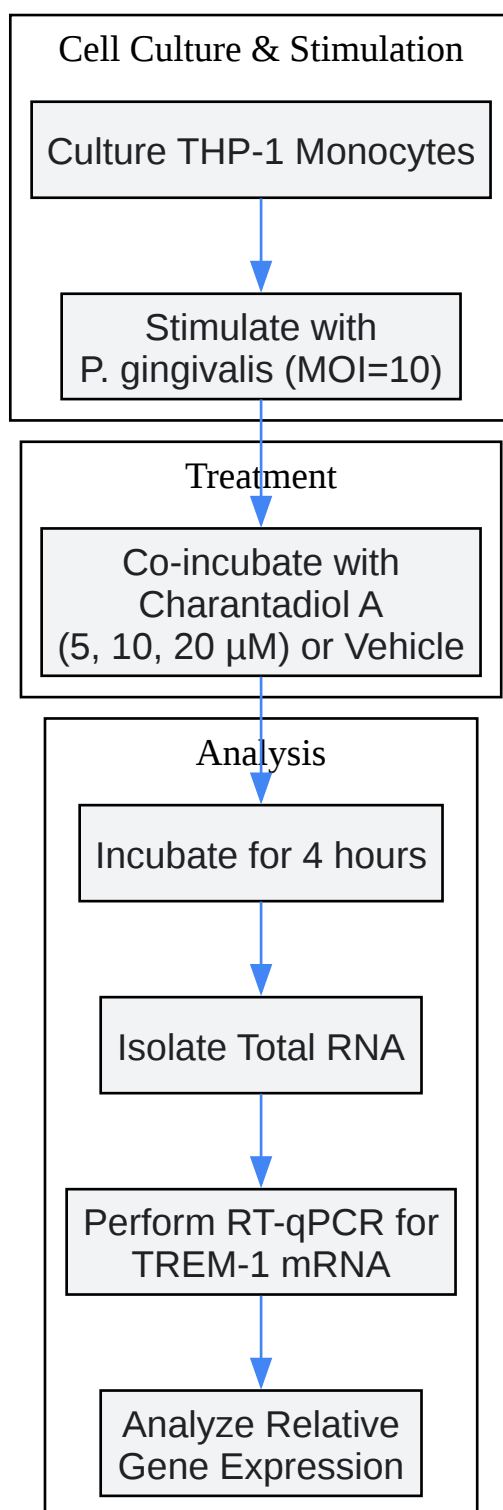 Cell Culture & Stimulation
Culture THP-1 Monocytes
Stimulate with
P. gingivalis (MOI=10)
Treatment
Co-incubate with
Charantadiol A
(5, 10, 20 µM) or Vehicle
Analysis
Incubate for 4 hours
Isolate Total RNA
Perform RT-qPCR for
TREM-1 mRNA
Analyze Relative
Gene Expression